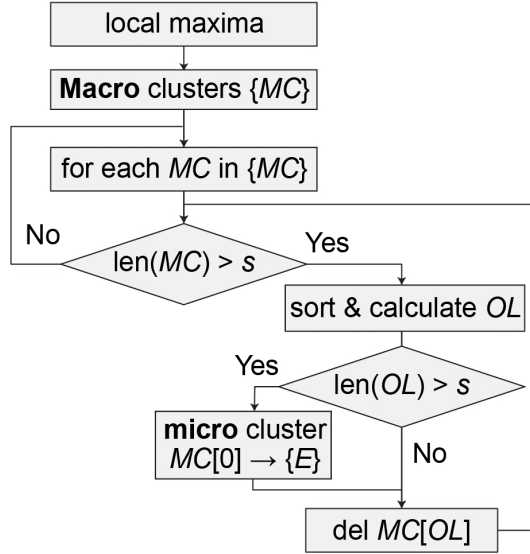 local maxima
Macro clusters {MC}
for each MC in {MC}
No
len(MC) > s
Yes
sort & calculate OL
Yes
len(OL) > s
micro cluster
MC[0] → {E}
No
del MC[OL]